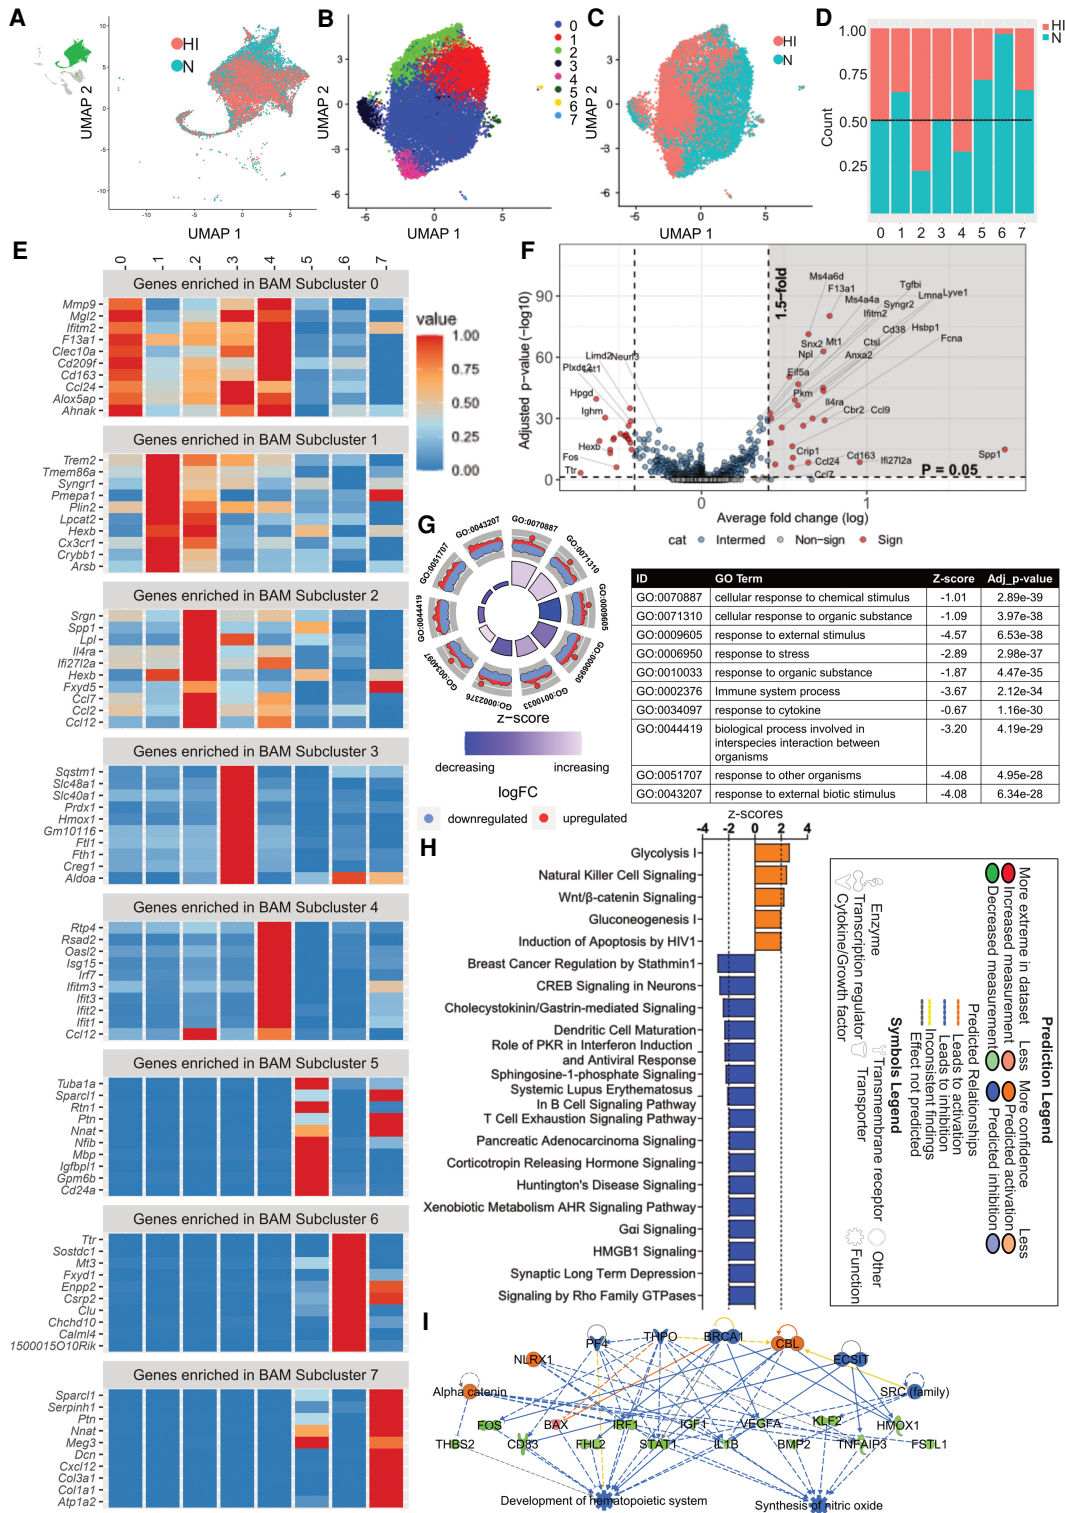 A
HI
N
UMAP 2
10
5
0
-5
-10
-10
-5
0
5
UMAP 1
B
UMAP 2
3
0
-3
-6
-5
0
5
UMAP 1
0
1
2
3
4
5
6
7
C
UMAP 2
3
0
-3
-6
-5
0
5
UMAP 1
HI
N
D
HI
N
Count
1.00
0.75
0.50
0.25
0 1 2 3 4 5 6 7
E
0 1 2 3 4 5 6 7
Genes enriched in BAM Subcluster 0
Mmp9
Mgl2
Ifitm2
F13a1
Clec10a
Cd209f
Cd163
Ccl24
Alox5ap
Ahnak
value
1.00
0.75
0.50
0.25
0.00
Genes enriched in BAM Subcluster 1
Trem2
Tmem86a
Syngr1
Pmepa1
Plin2
Lpcat2
Hexb
Cx3cr1
Crybb1
Arsb
Genes enriched in BAM Subcluster 2
Srgn
Spp1
Lpl
Il4ra
Ifi27l2a
Hexb
Fxyd5
Ccl7
Ccl2
Ccl12
Genes enriched in BAM Subcluster 3
Sqstm1
Slc48a1
Slc40a1
Prdx1
Hmox1
Gm10116
Ftl1
Fth1
Creg1
Aldoa
Genes enriched in BAM Subcluster 4
Rtp4
Rsad2
Oasl2
Isg15
Irf7
Ifitm3
Ifit3
Ifit2
Ifit1
Ccl12
Genes enriched in BAM Subcluster 5
Tuba1a
Sparcl1
Rtn1
Ptn
Nnat
Nfib
Mbp
Igfbpl1
Gpm6b
Cd24a
Genes enriched in BAM Subcluster 6
Ttr
Sostdc1
Mt3
Fxyd1
Enpp2
Csrp2
Clu
Chchd10
Calml4
1500015O10Rik
Genes enriched in BAM Subcluster 7
Sparcl1
Serpinh1
Ptn
Nnat
Meg3
Dcn
Cxcl12
Col3a1
Col1a1
Atp1a2
F
Adjusted p-value (-log10)
90
60
30
0
0
1
Average fold change (log)
1.5-fold
P = 0.05
Ms4a6d
F13a1
Tgfbi
Ms4a4a
Lmna
Lyve1
Syngr2
Ifitm2
Cd38
Hsbp1
Snx2
Mt1
Ctsl
Fcna
Npl
Anxa2
Eif5a
Pkm
Il4ra
Cbr2
Ccl9
Crip1
Ccl24
Cd163
Ifi27l2a
Spp1
Ccl7
Limd2
Neurl3
Plxdc2
Hpgd
Ighm
Hexb
Fos
Ttr
cat
Intermed
Non-sign
Sign
G
GO:0070887
GO:0071310
GO:0009605
GO:0006950
GO:0010033
GO:0002376
GO:0034097
GO:0044419
GO:0051707
GO:0043207
z-score
decreasing
increasing
logFC
downregulated
upregulated
ID GO Term Z-score Adj_p-value
GO:0070887 cellular response to chemical stimulus -1.01 2.89e-39
GO:0071310 cellular response to organic substance -1.09 3.97e-38
GO:0009605 response to external stimulus -4.57 6.53e-38
GO:0006950 response to stress -2.89 2.98e-37
GO:0010033 response to organic substance -1.87 4.47e-35
GO:0002376 Immune system process -3.67 2.12e-34
GO:0034097 response to cytokine -0.67 1.16e-30
GO:0044419 biological process involved in -3.20 4.19e-29
interspecies interaction between
organisms
GO:0051707 response to other organisms -4.08 4.95e-28
GO:0043207 response to external biotic stimulus -4.08 6.34e-28
H
z-scores
-4 -2 0 2 4
Glycolysis I
Natural Killer Cell Signaling
Wnt/β-catenin Signaling
Gluconeogenesis I
Induction of Apoptosis by HIV1
Breast Cancer Regulation by Stathmin1
CREB Signaling in Neurons
Cholecystokinin/Gastrin-mediated Signaling
Dendritic Cell Maturation
Role of PKR in Interferon Induction
and Antiviral Response
Sphingosine-1-phosphate Signaling
Systemic Lupus Erythematosus
In B Cell Signaling Pathway
T Cell Exhaustion Signaling Pathway
Pancreatic Adenocarcinoma Signaling
Corticotropin Releasing Hormone Signaling
Huntington's Disease Signaling
Xenobiotic Metabolism AHR Signaling Pathway
Gαi Signaling
HMGB1 Signaling
Synaptic Long Term Depression
Signaling by Rho Family GTPases
Prediction Legend
More extreme in dataset Less
Increased measurement
Decreased measurement
More confidence Less
Predicted activation
Predicted inhibition
Predicted Relationships
Leads to activation
Leads to inhibition
Inconsistent findings
Effect not predicted
Symbols Legend
Enzyme
Transcription regulator
Cytokine/Growth factor
Transmembrane receptor
Transporter
Other
Function
I
PF4
THPO
BRCA1
CBL
NLRX1
ECSIT
Alpha catenin
SRC (family)
FOS
BAX
IRF1
IGF1
VEGFA
KLF2
HMOX1
THBS2
CD83
FHL2
STAT1
IL1B
BMP2
TNFAIP3
FSTL1
Development of hematopoietic system
Synthesis of nitric oxide